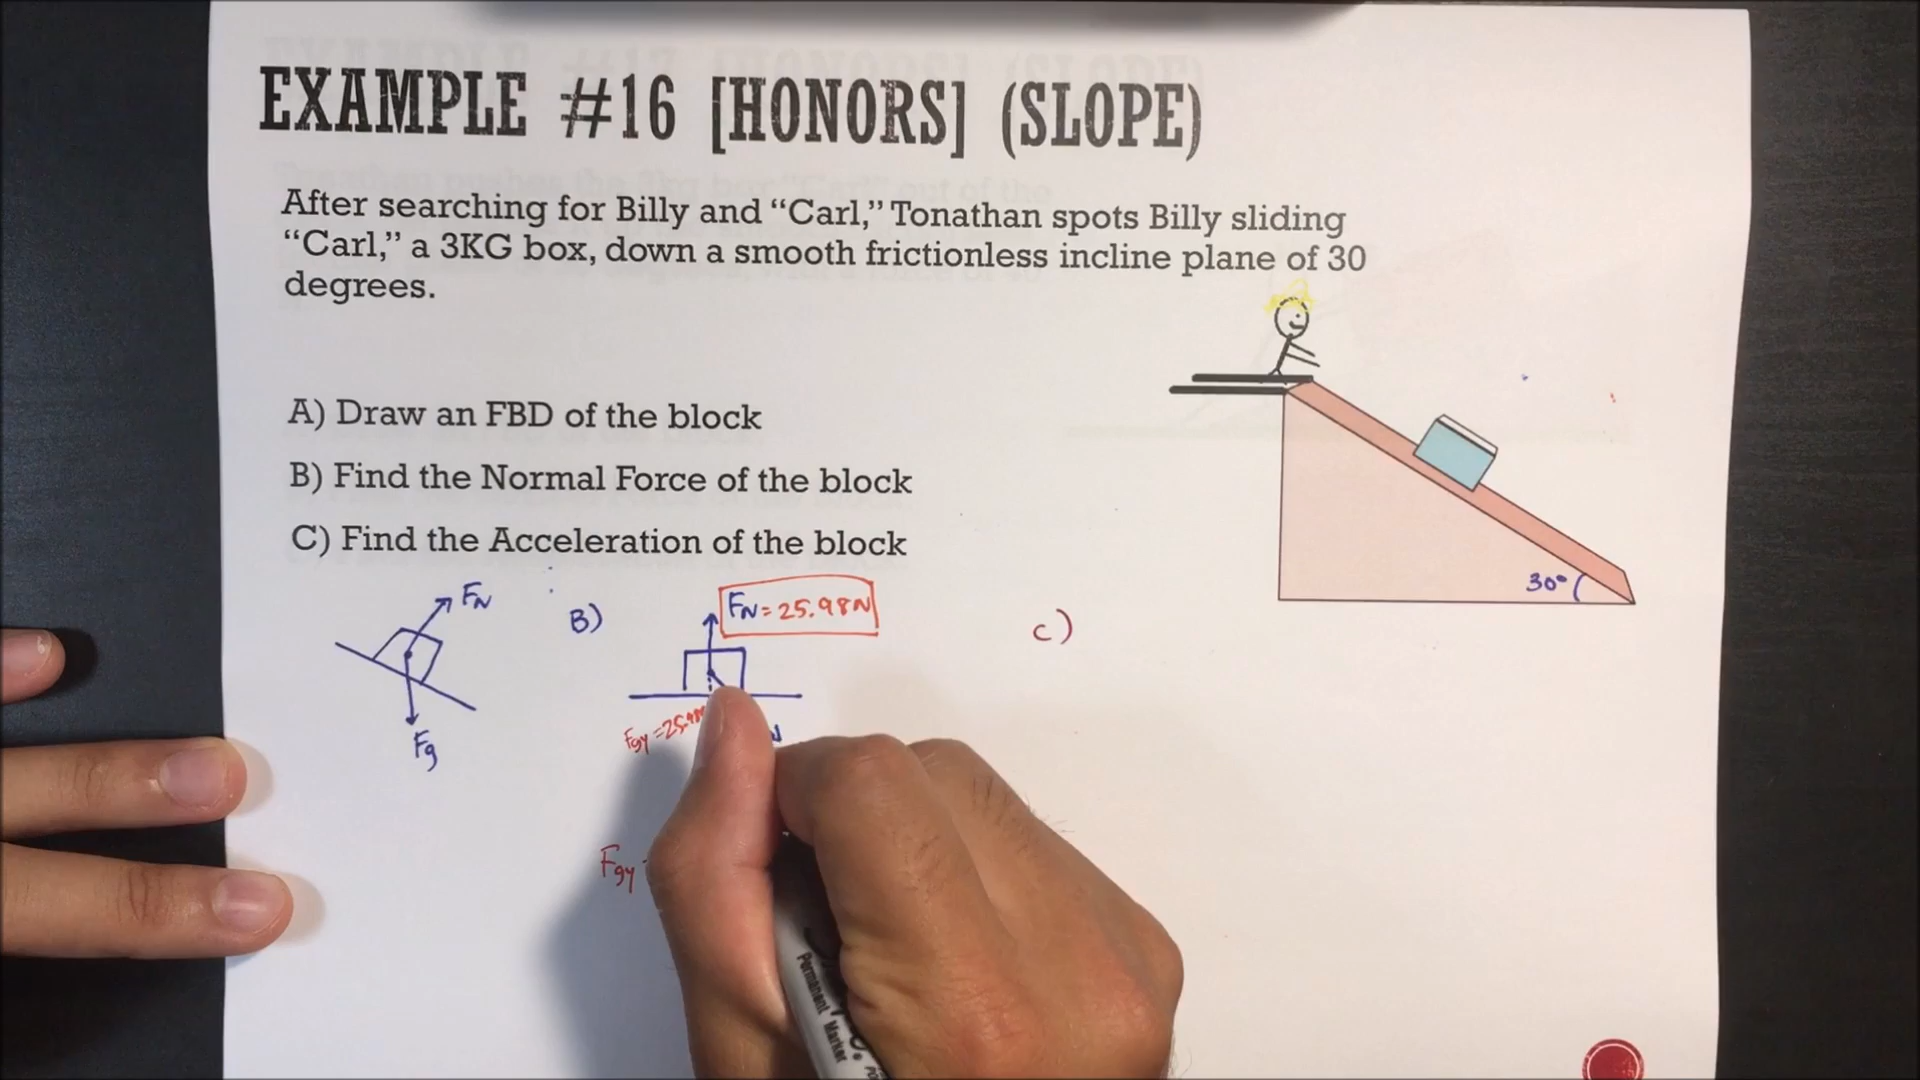 EXAMPLE #16 [HONORS] (SLOPE)
After searching for Billy and “Carl,” Tonathan spots Billy sliding
“Carl,” a 3KG box, down a smooth frictionless incline plane of 30
degrees.
A) Draw an FBD of the block
B) Find the Normal Force of the block
C) Find the Acceleration of the block
30°
FN
Fg
B)
FN = 25.98N
Fgy =
Fgy
C)
Permanent Marker